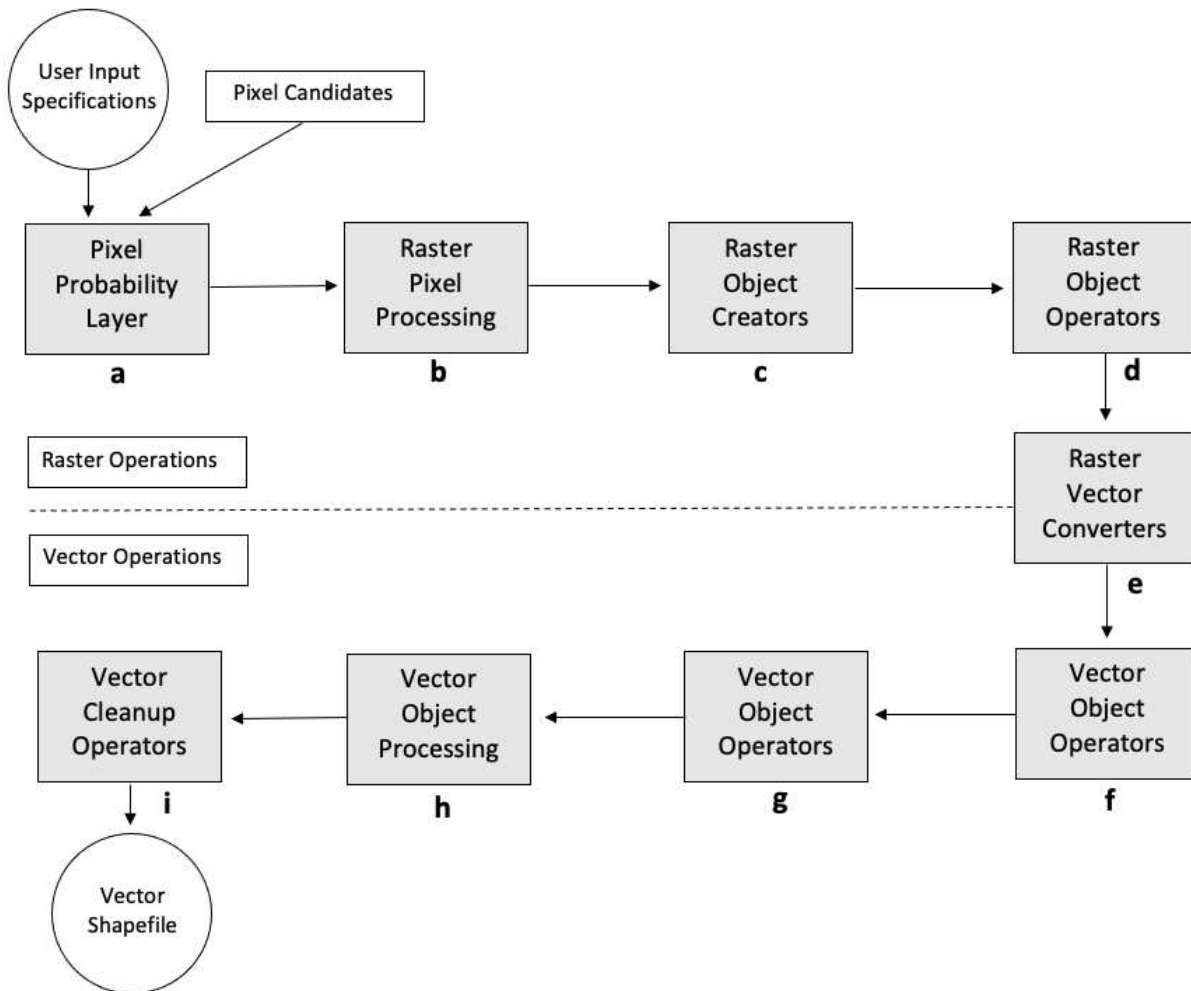 User Input
Specifications
Pixel Candidates
Pixel
Probability
Layer
a
Raster
Pixel
Processing
b
Raster
Object
Creators
c
Raster
Object
Operators
d
Raster Operations
Vector Operations
Raster
Vector
Converters
e
Vector
Object
Operators
f
Vector
Object
Operators
g
Vector
Object
Processing
h
Vector
Cleanup
Operators
i
Vector
Shapefile